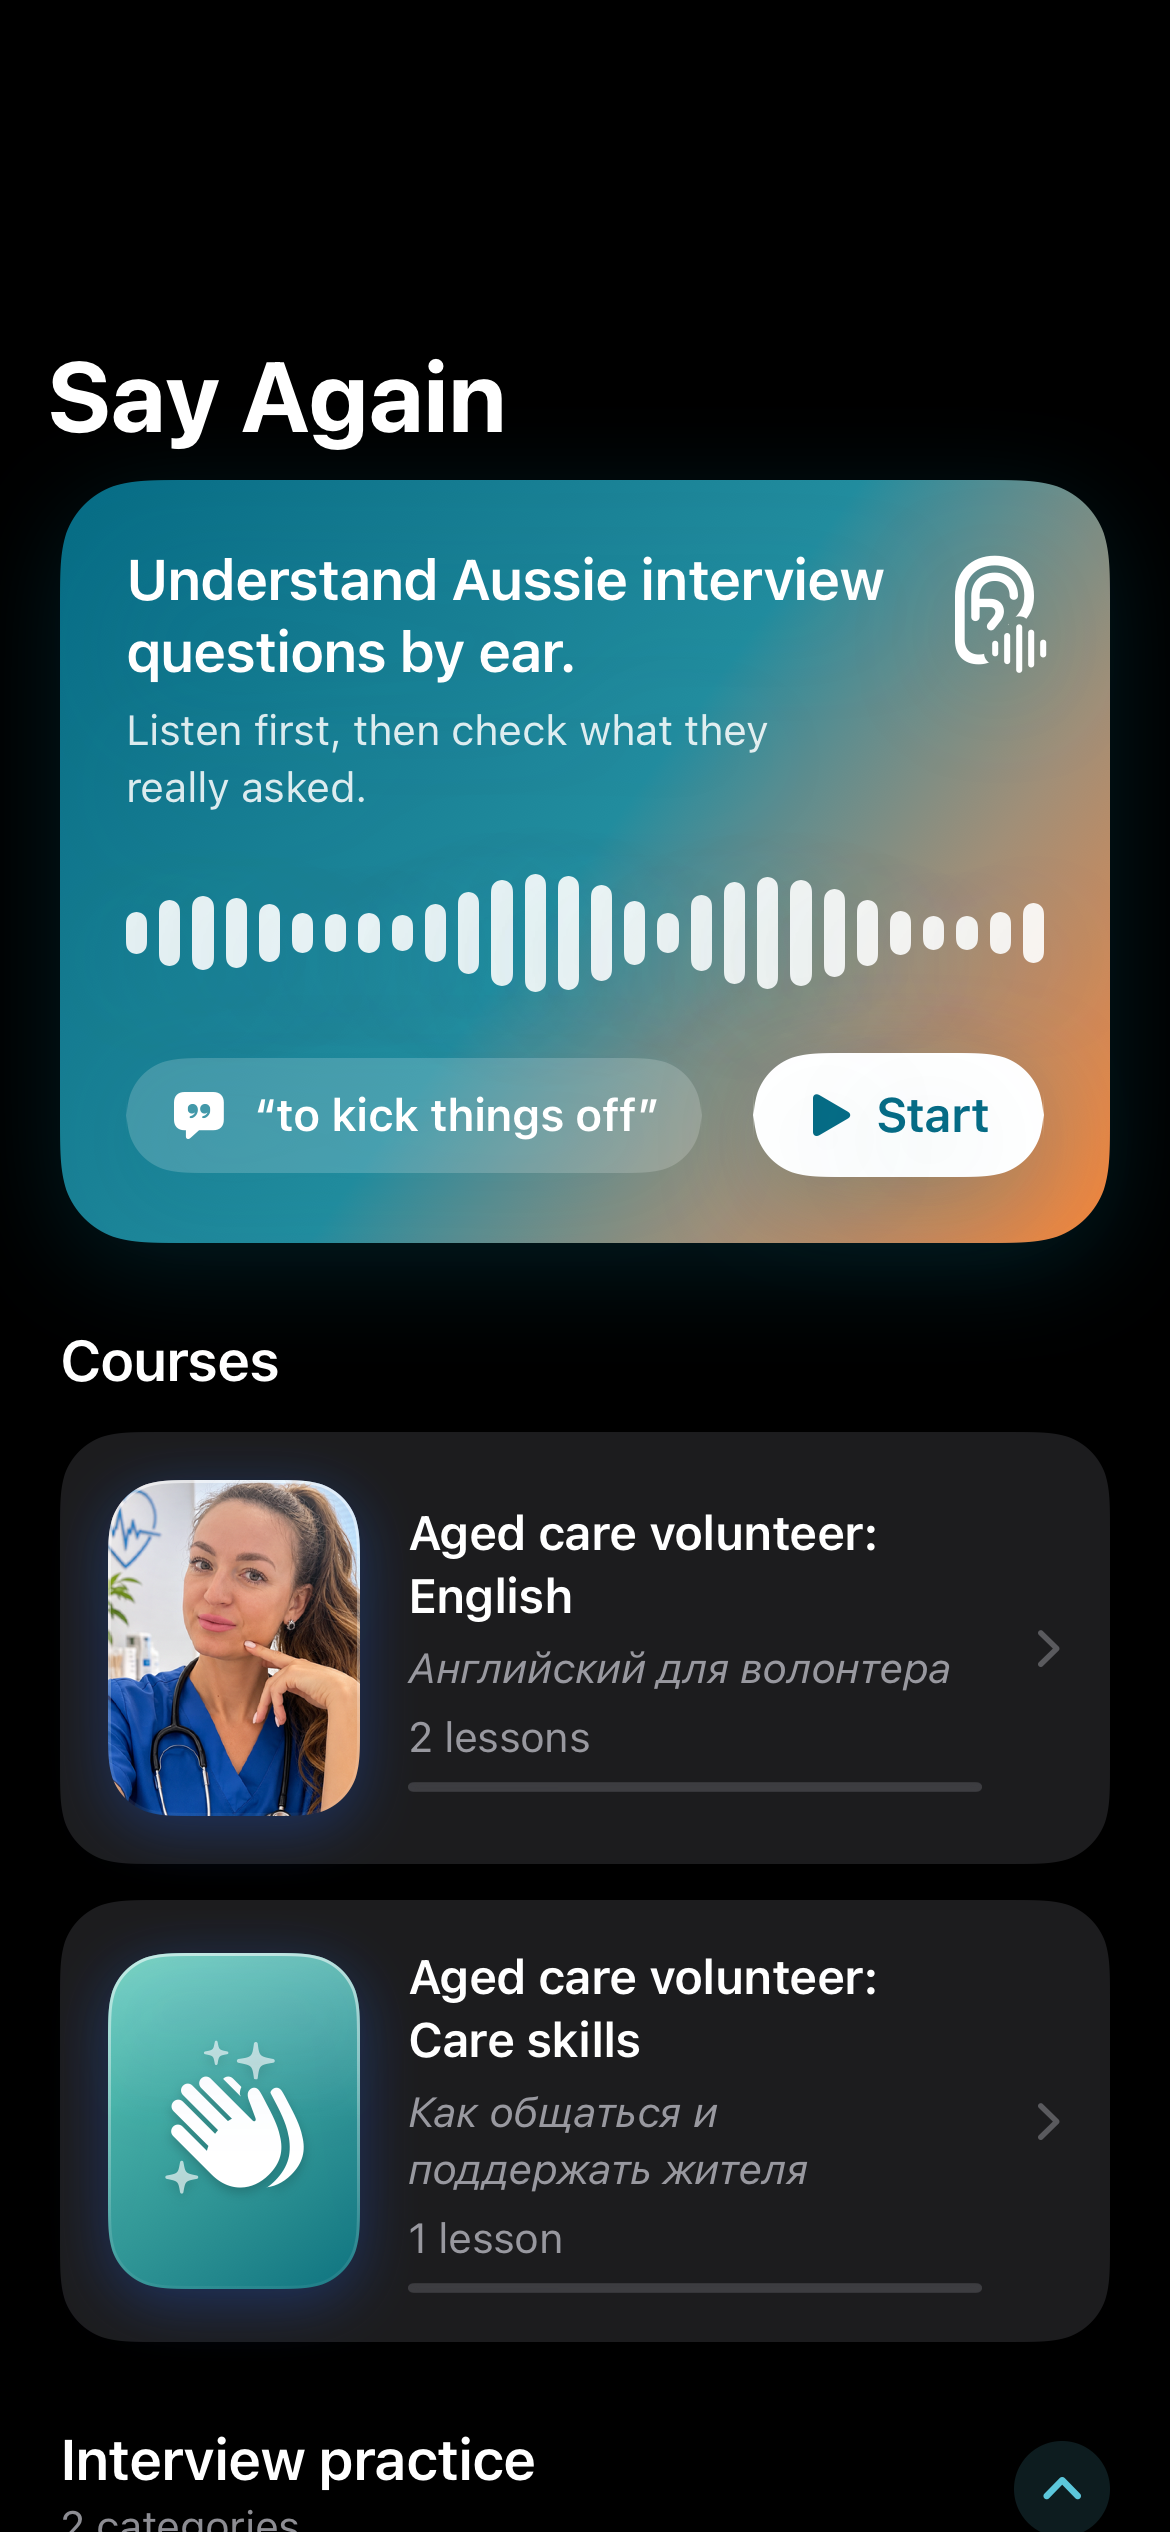 Say Again
Understand Aussie interview
questions by ear.
Listen first, then check what they
really asked.
“to kick things off”
Start
Courses
Aged care volunteer:
English
Английский для волонтера
2 lessons
Aged care volunteer:
Care skills
Как общаться и
поддержать жителя
1 lesson
Interview practice
2 categories